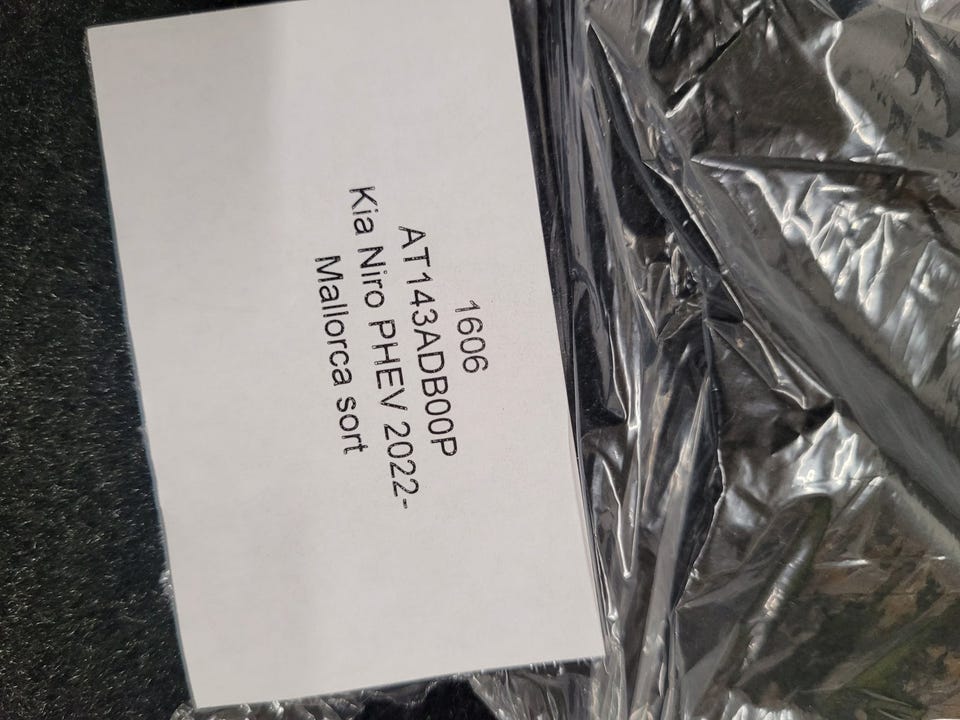 1606
AT143ADB00P
Kia Niro PHEV 2022-
Mallorca sort